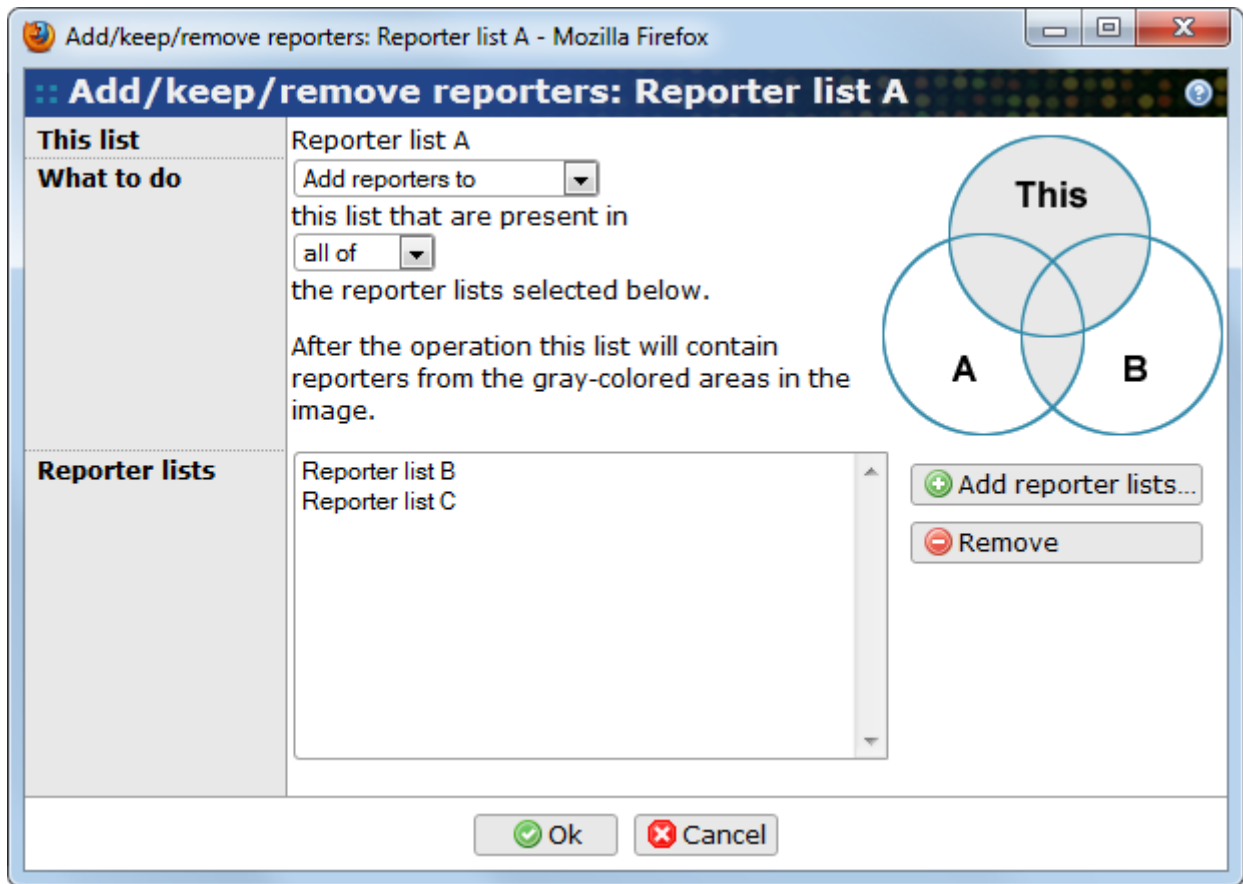 Add/keep/remove reporters: Reporter list A - Mozilla Firefox
:: Add/keep/remove reporters: Reporter list A
This list
Reporter list A
What to do
Add reporters to
this list that are present in
all of
the reporter lists selected below.
After the operation this list will contain
reporters from the gray-colored areas in the
image.
This
A
B
Reporter lists
Reporter list B
Reporter list C
Add reporter lists...
Remove
Ok
Cancel